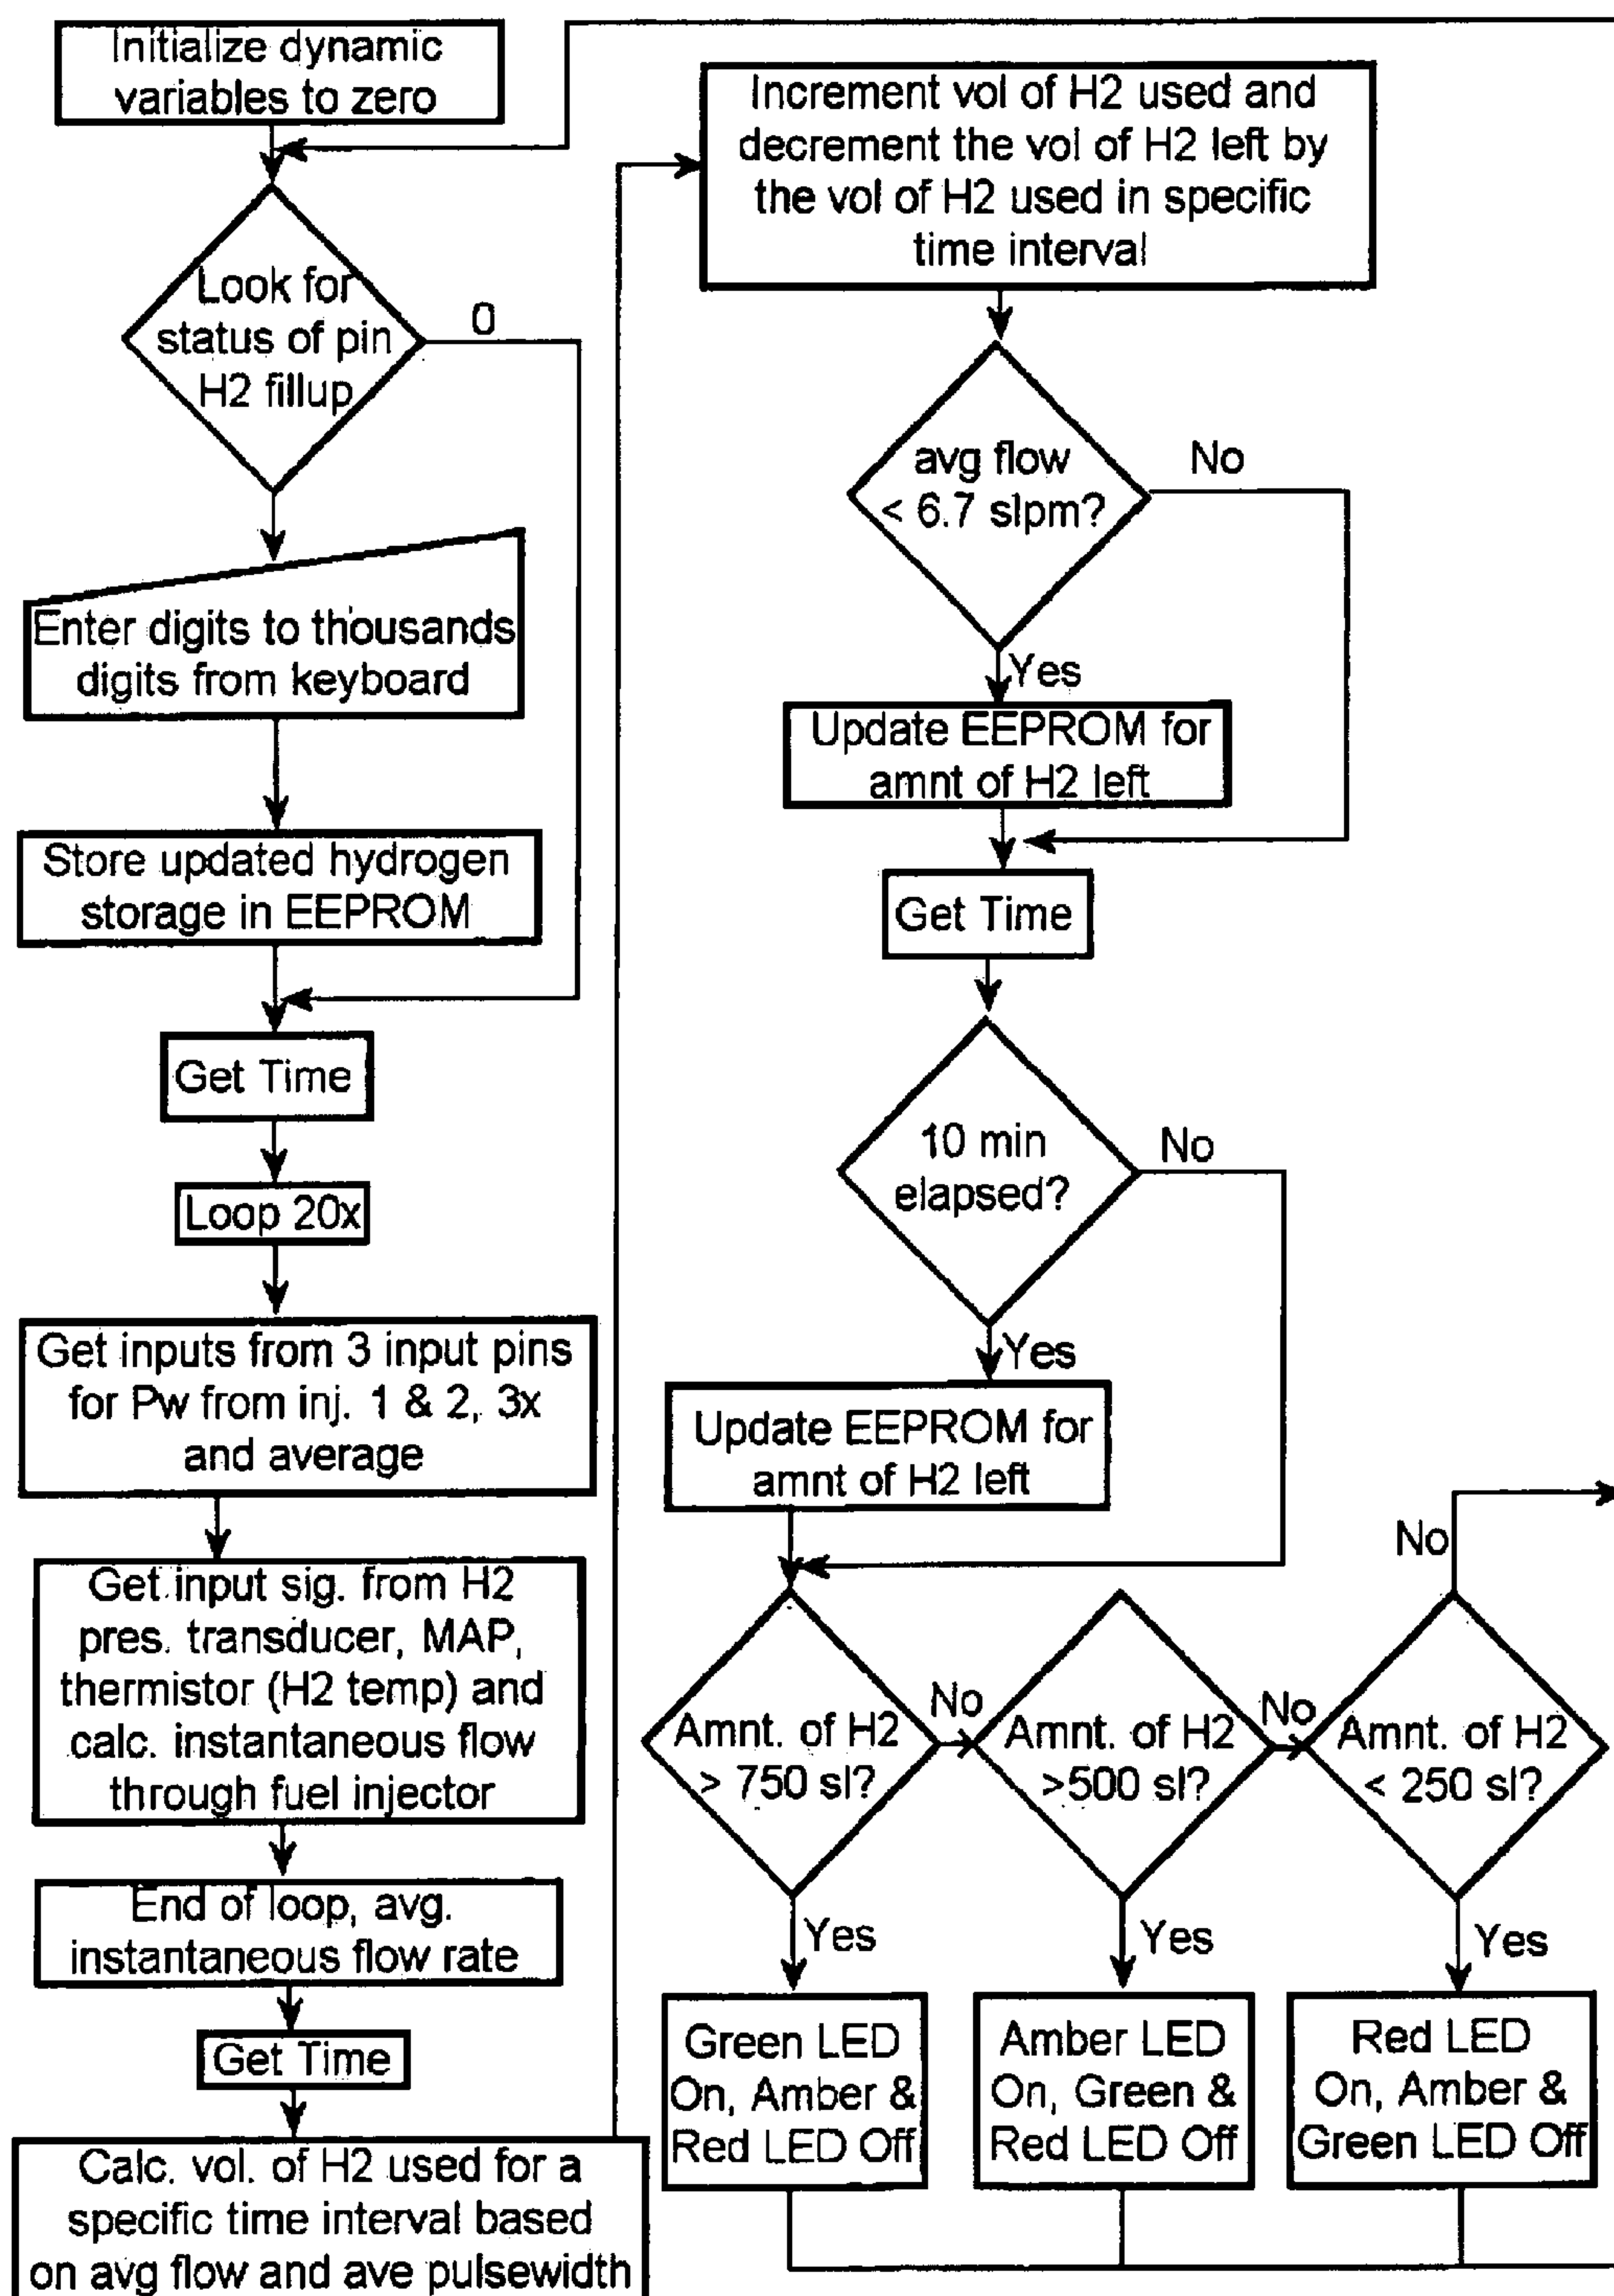 Initialize dynamic
variables to zero
Look for
status of pin
H2 fillup
0
Enter digits to thousands
digits from keyboard
Store updated hydrogen
storage in EEPROM
Get Time
Loop 20x
Get inputs from 3 input pins
for Pw from inj. 1 & 2, 3x
and average
Get input sig. from H2
pres. transducer, MAP,
thermistor (H2 temp) and
calc. instantaneous flow
through fuel injector
End of loop, avg.
instantaneous flow rate
Get Time
Calc. vol. of H2 used for a
specific time interval based
on avg flow and ave pulsewidth
Increment vol of H2 used and
decrement the vol of H2 left by
the vol of H2 used in specific
time interval
avg flow
< 6.7 slpm?
No
Yes
Update EEPROM for
amnt of H2 left
Get Time
10 min
elapsed?
No
Yes
Update EEPROM for
amnt of H2 left
Amnt. of H2
> 750 sl?
No
Yes
Green LED
On, Amber &
Red LED Off
Amnt. of H2
>500 sl?
No
Yes
Amber LED
On, Green &
Red LED Off
Amnt. of H2
< 250 sl?
No
Yes
Red LED
On, Amber &
Green LED Off